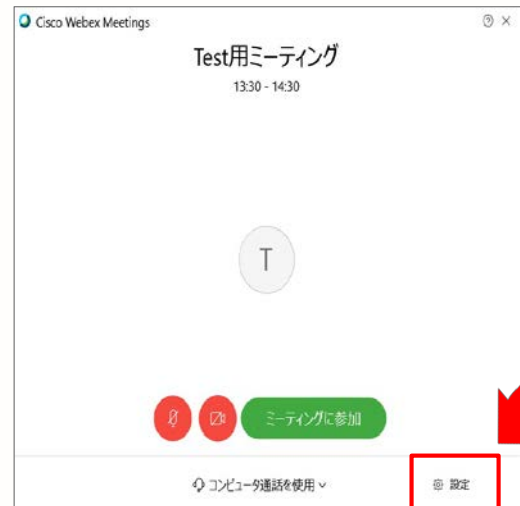 Cisco Webex Meetings
Test用ミーティング
13:30 - 14:30
T
ミーティングに参加
コンピュータ通話を使用
設定